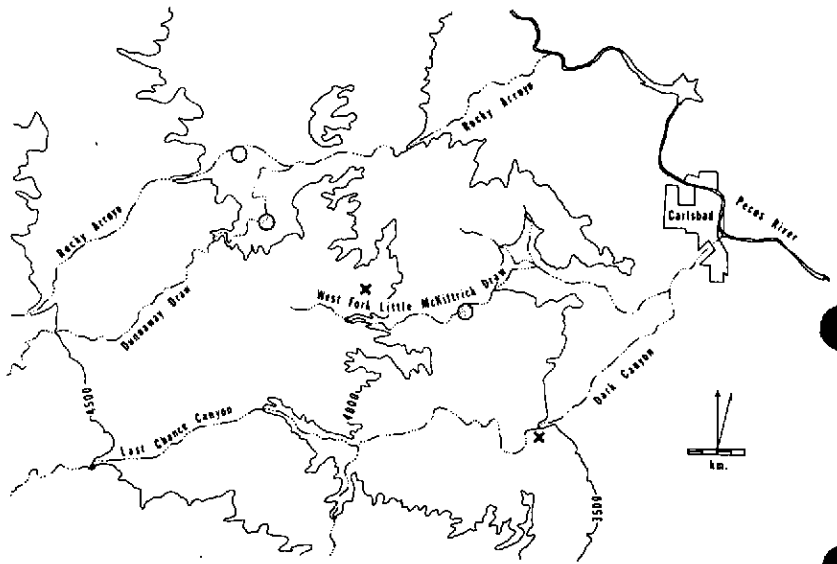 Rocky Arroyo
Carlsbad
Pecos River
Rocky Arroyo
Dunnaway Draw
West Fork Little McKittrick Draw
4500
4000
Dark Canyon
Last Chance Canyon
3509
km.